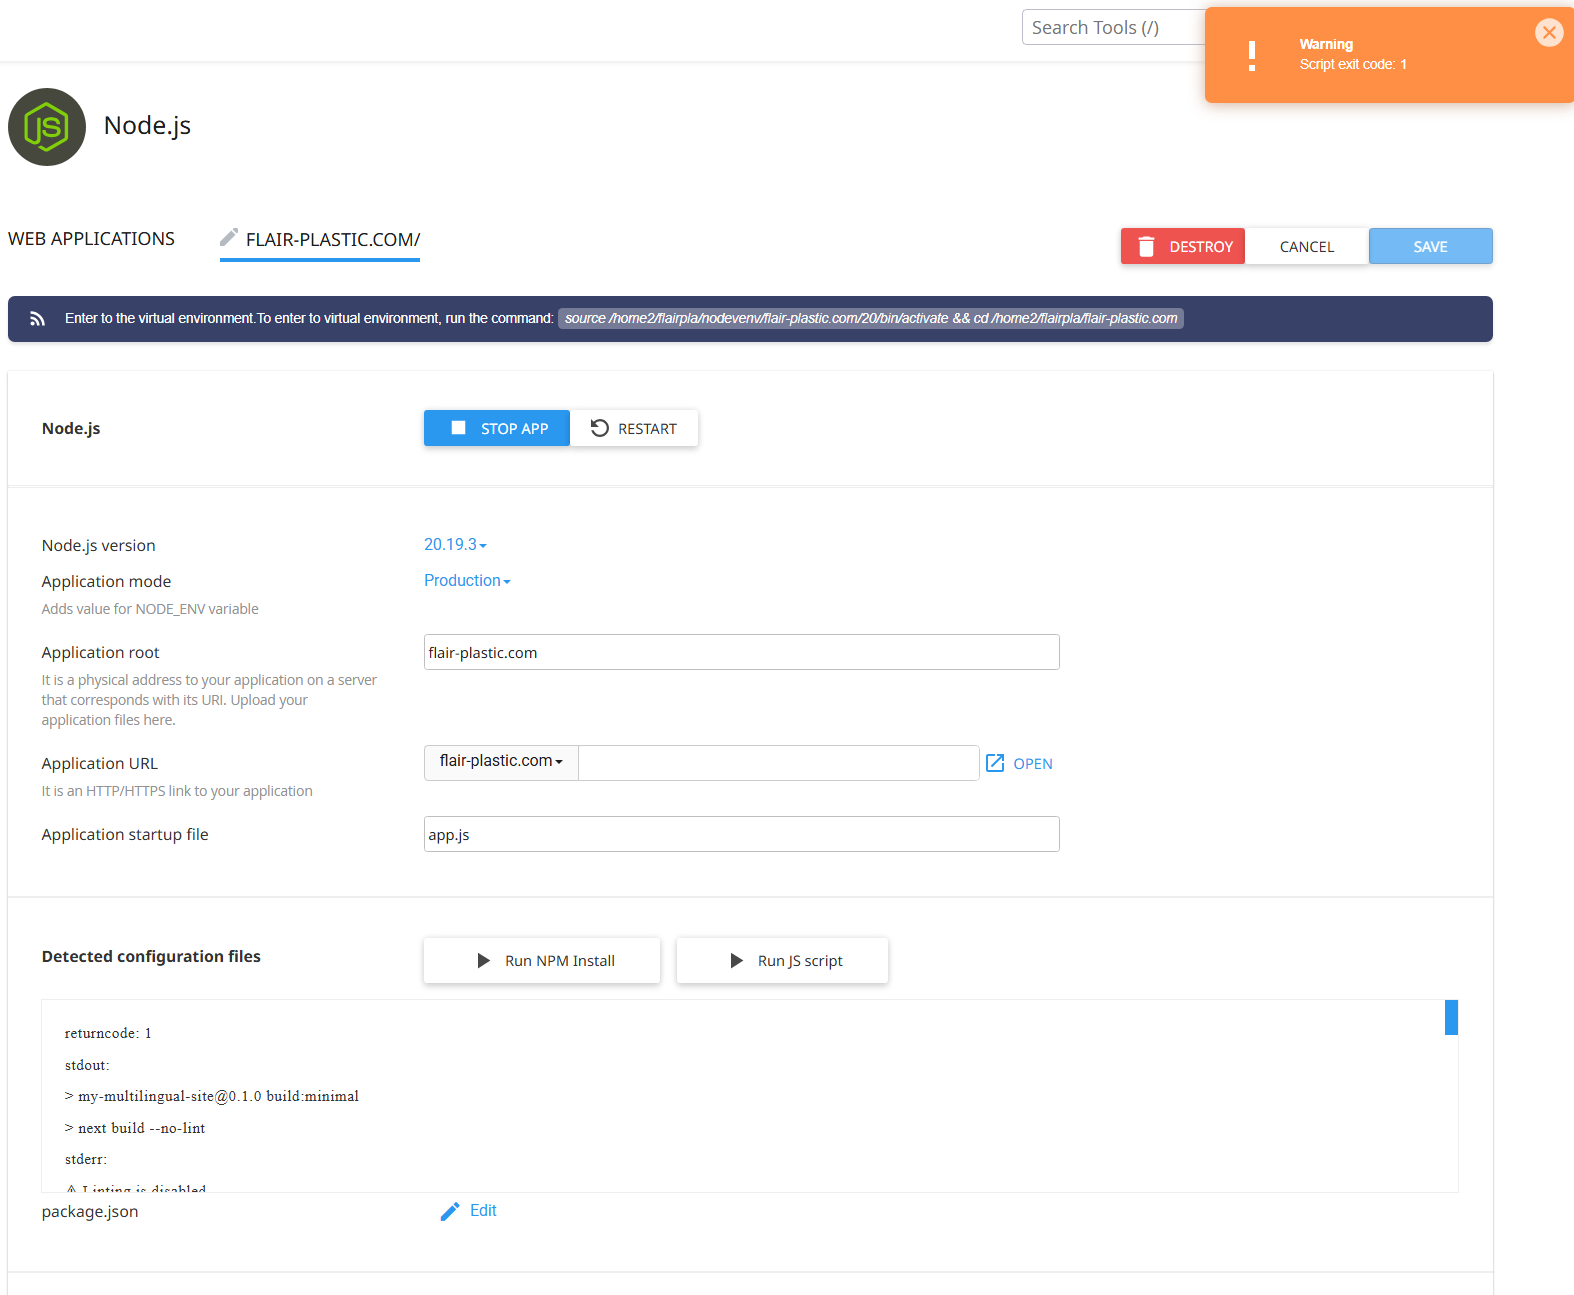 Search Tools (/)
Warning
Script exit code: 1
JS
Node.js
WEB APPLICATIONS
FLAIR-PLASTIC.COM/
DESTROY
CANCEL
SAVE
Enter to the virtual environment.To enter to virtual environment, run the command: source /home2/flairpla/nodevenv/flair-plastic.com/20/bin/activate && cd /home2/flairpla/flair-plastic.com
Node.js
STOP APP
RESTART
Node.js version
20.19.3
Application mode
Production
Adds value for NODE_ENV variable
Application root
flair-plastic.com
It is a physical address to your application on a server
that corresponds with its URI. Upload your
application files here.
Application URL
flair-plastic.com
OPEN
It is an HTTP/HTTPS link to your application
Application startup file
app.js
Detected configuration files
Run NPM Install
Run JS script
returncode: 1
stdout:
> my-multilingual-site@0.1.0 build:minimal
> next build --no-lint
stderr:
⚠ Linting is disabled
package.json
Edit